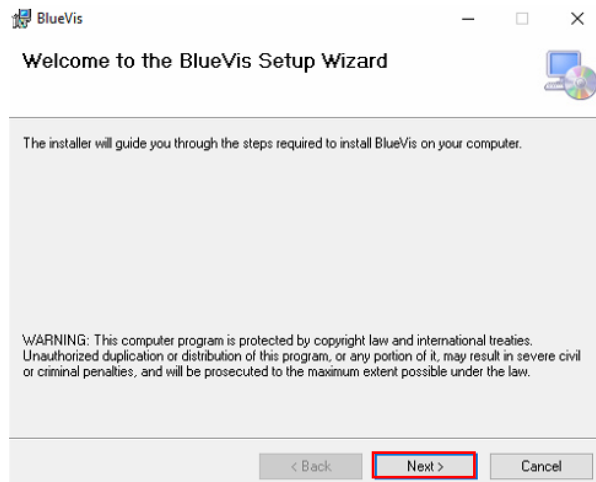 BlueVis
Welcome to the BlueVis Setup Wizard
The installer will guide you through the steps required to install BlueVis on your computer.
WARNING: This computer program is protected by copyright law and international treaties.
Unauthorized duplication or distribution of this program, or any portion of it, may result in severe civil
or criminal penalties, and will be prosecuted to the maximum extent possible under the law.
< Back Next > Cancel